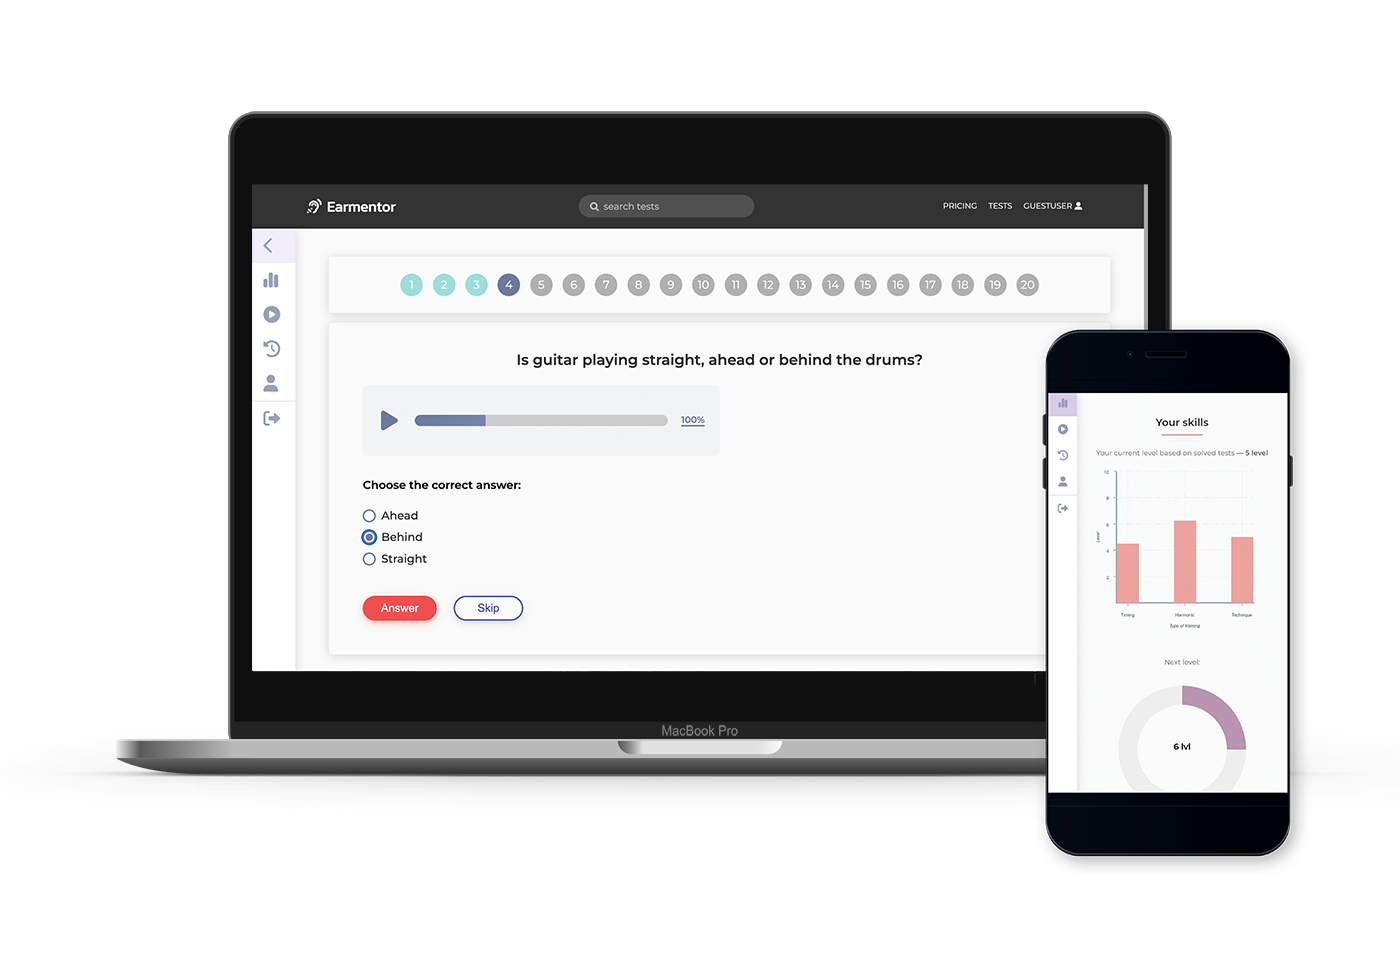 Earmentor
search tests
PRICING TESTS GUESTUSER
1 2 3 4 5 6 7 8 9 10 11 12 13 14 15 16 17 18 19 20
Is guitar playing straight, ahead or behind the drums?
100%
Choose the correct answer:
Ahead
Behind
Straight
Answer Skip
MacBook Pro
Your skills
Your current level based on solved tests — 5 level
10
8
6
4
2
Level
Timing Harmonic Technique
Type of training
Next level:
6 lvl